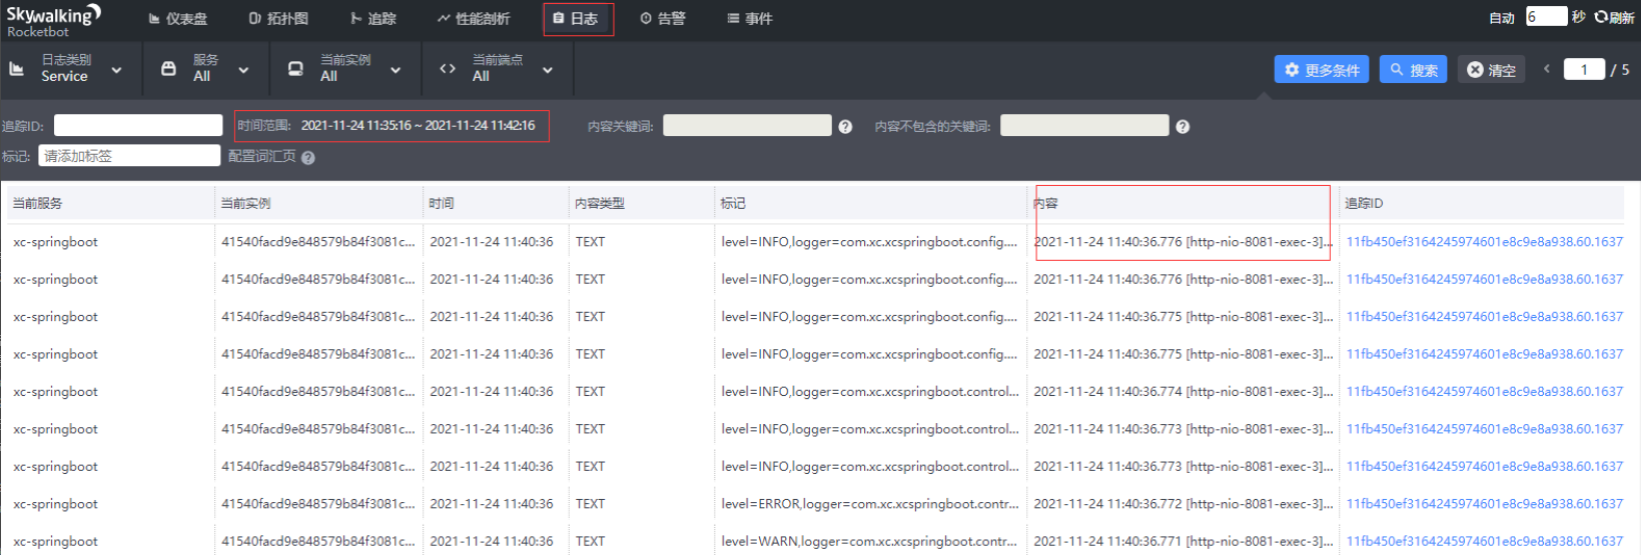 Skywalking
Rocketbot
仪表盘 拓扑图 追踪 性能剖析 日志 告警 事件 自动 6 秒 刷新
日志类别 服务 当前实例 当前端点
Service All All All
更多条件 搜索 清空 1 / 5
追踪ID: 时间范围: 2021-11-24 11:35:16 ~ 2021-11-24 11:42:16 内容关键词: ? 内容不包含的关键词: ?
标记: 请添加标签 配置词汇页 ?
当前服务 当前实例 时间 内容类型 标记 内容 追踪ID
xc-springboot 41540facd9e848579b84f3081c... 2021-11-24 11:40:36 TEXT level=INFO,logger=com.xc.xcspringboot.config.... 2021-11-24 11:40:36.776 [http-nio-8081-exec-3]... 11fb450ef3164245974601e8c9e8a938.60.1637
xc-springboot 41540facd9e848579b84f3081c... 2021-11-24 11:40:36 TEXT level=INFO,logger=com.xc.xcspringboot.config.... 2021-11-24 11:40:36.776 [http-nio-8081-exec-3]... 11fb450ef3164245974601e8c9e8a938.60.1637
xc-springboot 41540facd9e848579b84f3081c... 2021-11-24 11:40:36 TEXT level=INFO,logger=com.xc.xcspringboot.config.... 2021-11-24 11:40:36.775 [http-nio-8081-exec-3]... 11fb450ef3164245974601e8c9e8a938.60.1637
xc-springboot 41540facd9e848579b84f3081c... 2021-11-24 11:40:36 TEXT level=INFO,logger=com.xc.xcspringboot.config.... 2021-11-24 11:40:36.775 [http-nio-8081-exec-3]... 11fb450ef3164245974601e8c9e8a938.60.1637
xc-springboot 41540facd9e848579b84f3081c... 2021-11-24 11:40:36 TEXT level=INFO,logger=com.xc.xcspringboot.control... 2021-11-24 11:40:36.774 [http-nio-8081-exec-3]... 11fb450ef3164245974601e8c9e8a938.60.1637
xc-springboot 41540facd9e848579b84f3081c... 2021-11-24 11:40:36 TEXT level=INFO,logger=com.xc.xcspringboot.control... 2021-11-24 11:40:36.773 [http-nio-8081-exec-3]... 11fb450ef3164245974601e8c9e8a938.60.1637
xc-springboot 41540facd9e848579b84f3081c... 2021-11-24 11:40:36 TEXT level=INFO,logger=com.xc.xcspringboot.control... 2021-11-24 11:40:36.773 [http-nio-8081-exec-3]... 11fb450ef3164245974601e8c9e8a938.60.1637
xc-springboot 41540facd9e848579b84f3081c... 2021-11-24 11:40:36 TEXT level=ERROR,logger=com.xc.xcspringboot.contr... 2021-11-24 11:40:36.772 [http-nio-8081-exec-3]... 11fb450ef3164245974601e8c9e8a938.60.1637
xc-springboot 41540facd9e848579b84f3081c... 2021-11-24 11:40:36 TEXT level=WARN,logger=com.xc.xcspringboot.contr... 2021-11-24 11:40:36.771 [http-nio-8081-exec-3]... 11fb450ef3164245974601e8c9e8a938.60.1637